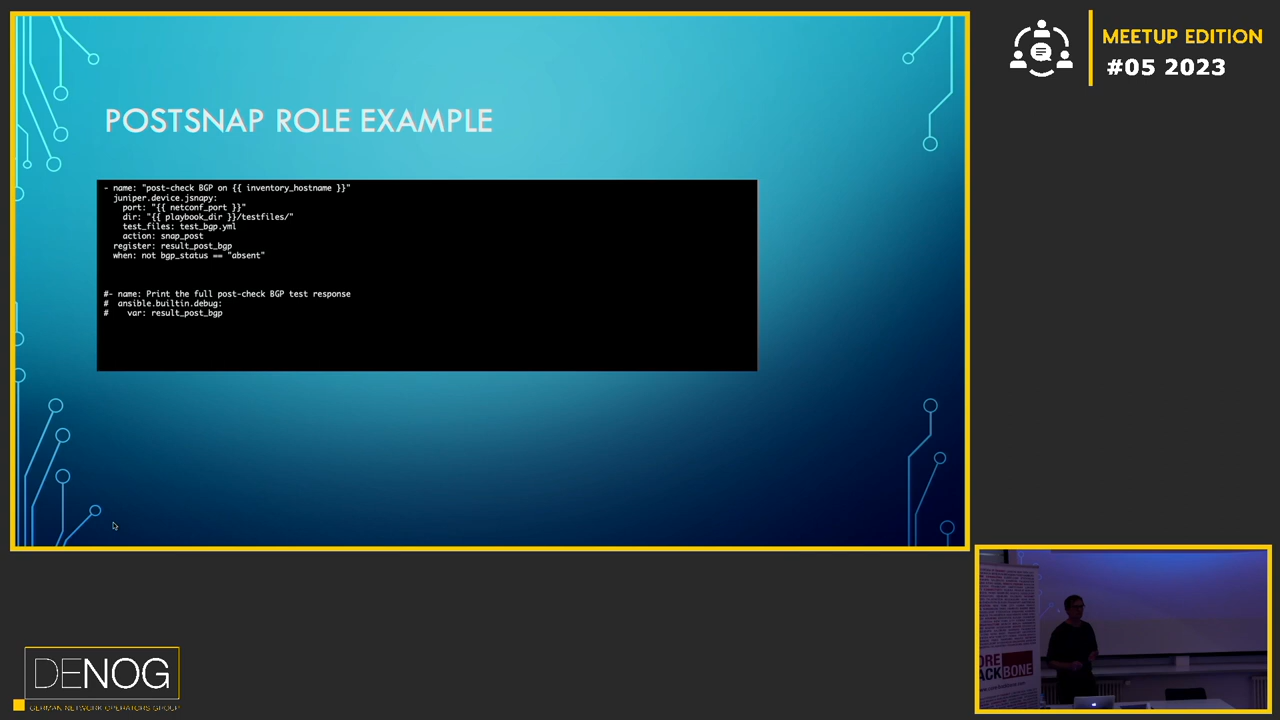 MEETUP EDITION
#05 2023
POSTSNAP ROLE EXAMPLE
- name: "post-check BGP on {{ inventory_hostname }}"
  juniper.device.jsnapy:
    port: "{{ netconf_port }}"
    dir: "{{ playbook_dir }}/testfiles/"
    test_files: test_bgp.yml
    action: snap_post
  register: result_post_bgp
  when: not bgp_status == "absent"
#- name: Print the full post-check BGP test response
#  ansible.builtin.debug:
#    var: result_post_bgp
ORE
ACKBONE
DENOG
GERMAN NETWORK OPERATORS GROUP